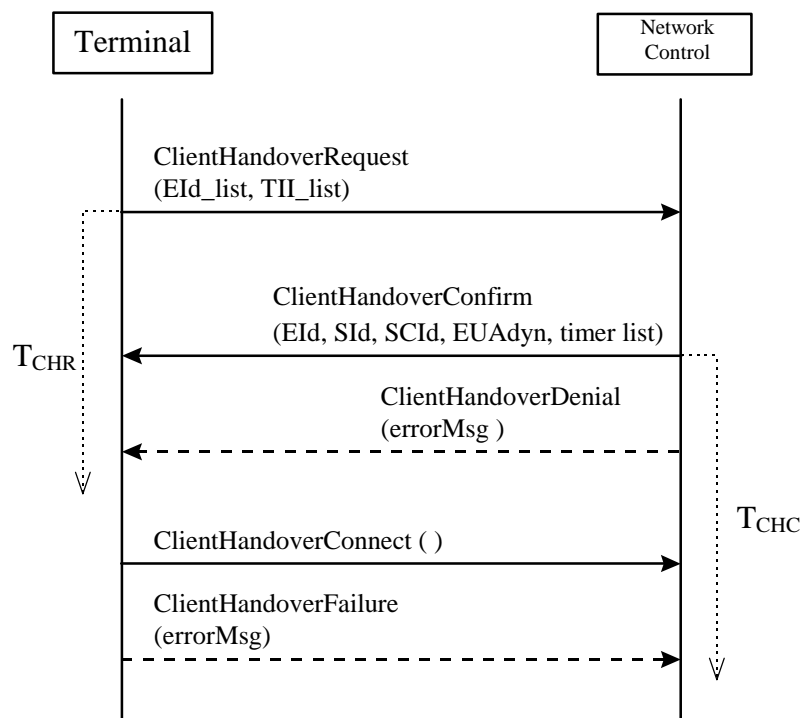 Terminal
Network
Control
ClientHandoverRequest
(EId_list, TII_list)
ClientHandoverConfirm
(EId, SId, SCId, EUAdyn, timer list)
TCHR
ClientHandoverDenial
(errorMsg )
TCHC
ClientHandoverConnect ( )
ClientHandoverFailure
(errorMsg)